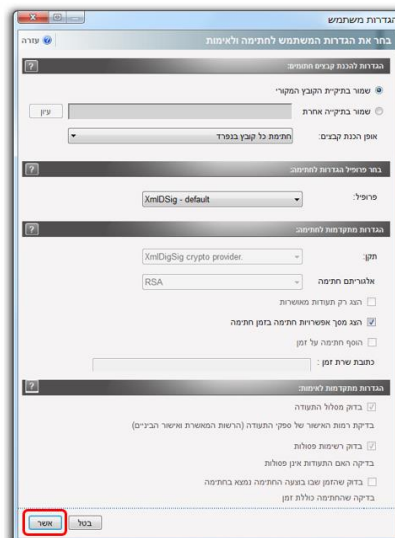 הגדרות משתמש
בחר את הגדרות המשתמש לחתימה ולאימות
עזרה
הגדרות להכנת קבצים חתומים:
שמור בתיקיית הקובץ המקורי
שמור בתיקייה אחרת
עיון
אופן הכנת קבצים:
חתימת כל קובץ בנפרד
בחר פרופיל הגדרות לחתימה:
פרופיל:
XmlDSig - default
הגדרות מתקדמות לחתימה:
תקן:
XmlDigSig crypto provider.
אלגוריתם חתימה
RSA
הצג רק תעודות מאושרות
הצג מסך אפשרויות חתימה בזמן חתימה
הוסף חתימה על זמן
כתובת שרת זמן :
הגדרות מתקדמות לאימות:
בדוק מסלול התעודה
בדיקת רמות האישור של ספקי התעודה (הרשות המאשרת ואישור הביניים)
בדוק רשימות פסולות
בדיקה האם התעודות אינן פסולות
בדוק שהזמן שבו בוצעה החתימה נמצא בחתימה
בדיקה שהחתימה כוללת זמן
בטל
אשר